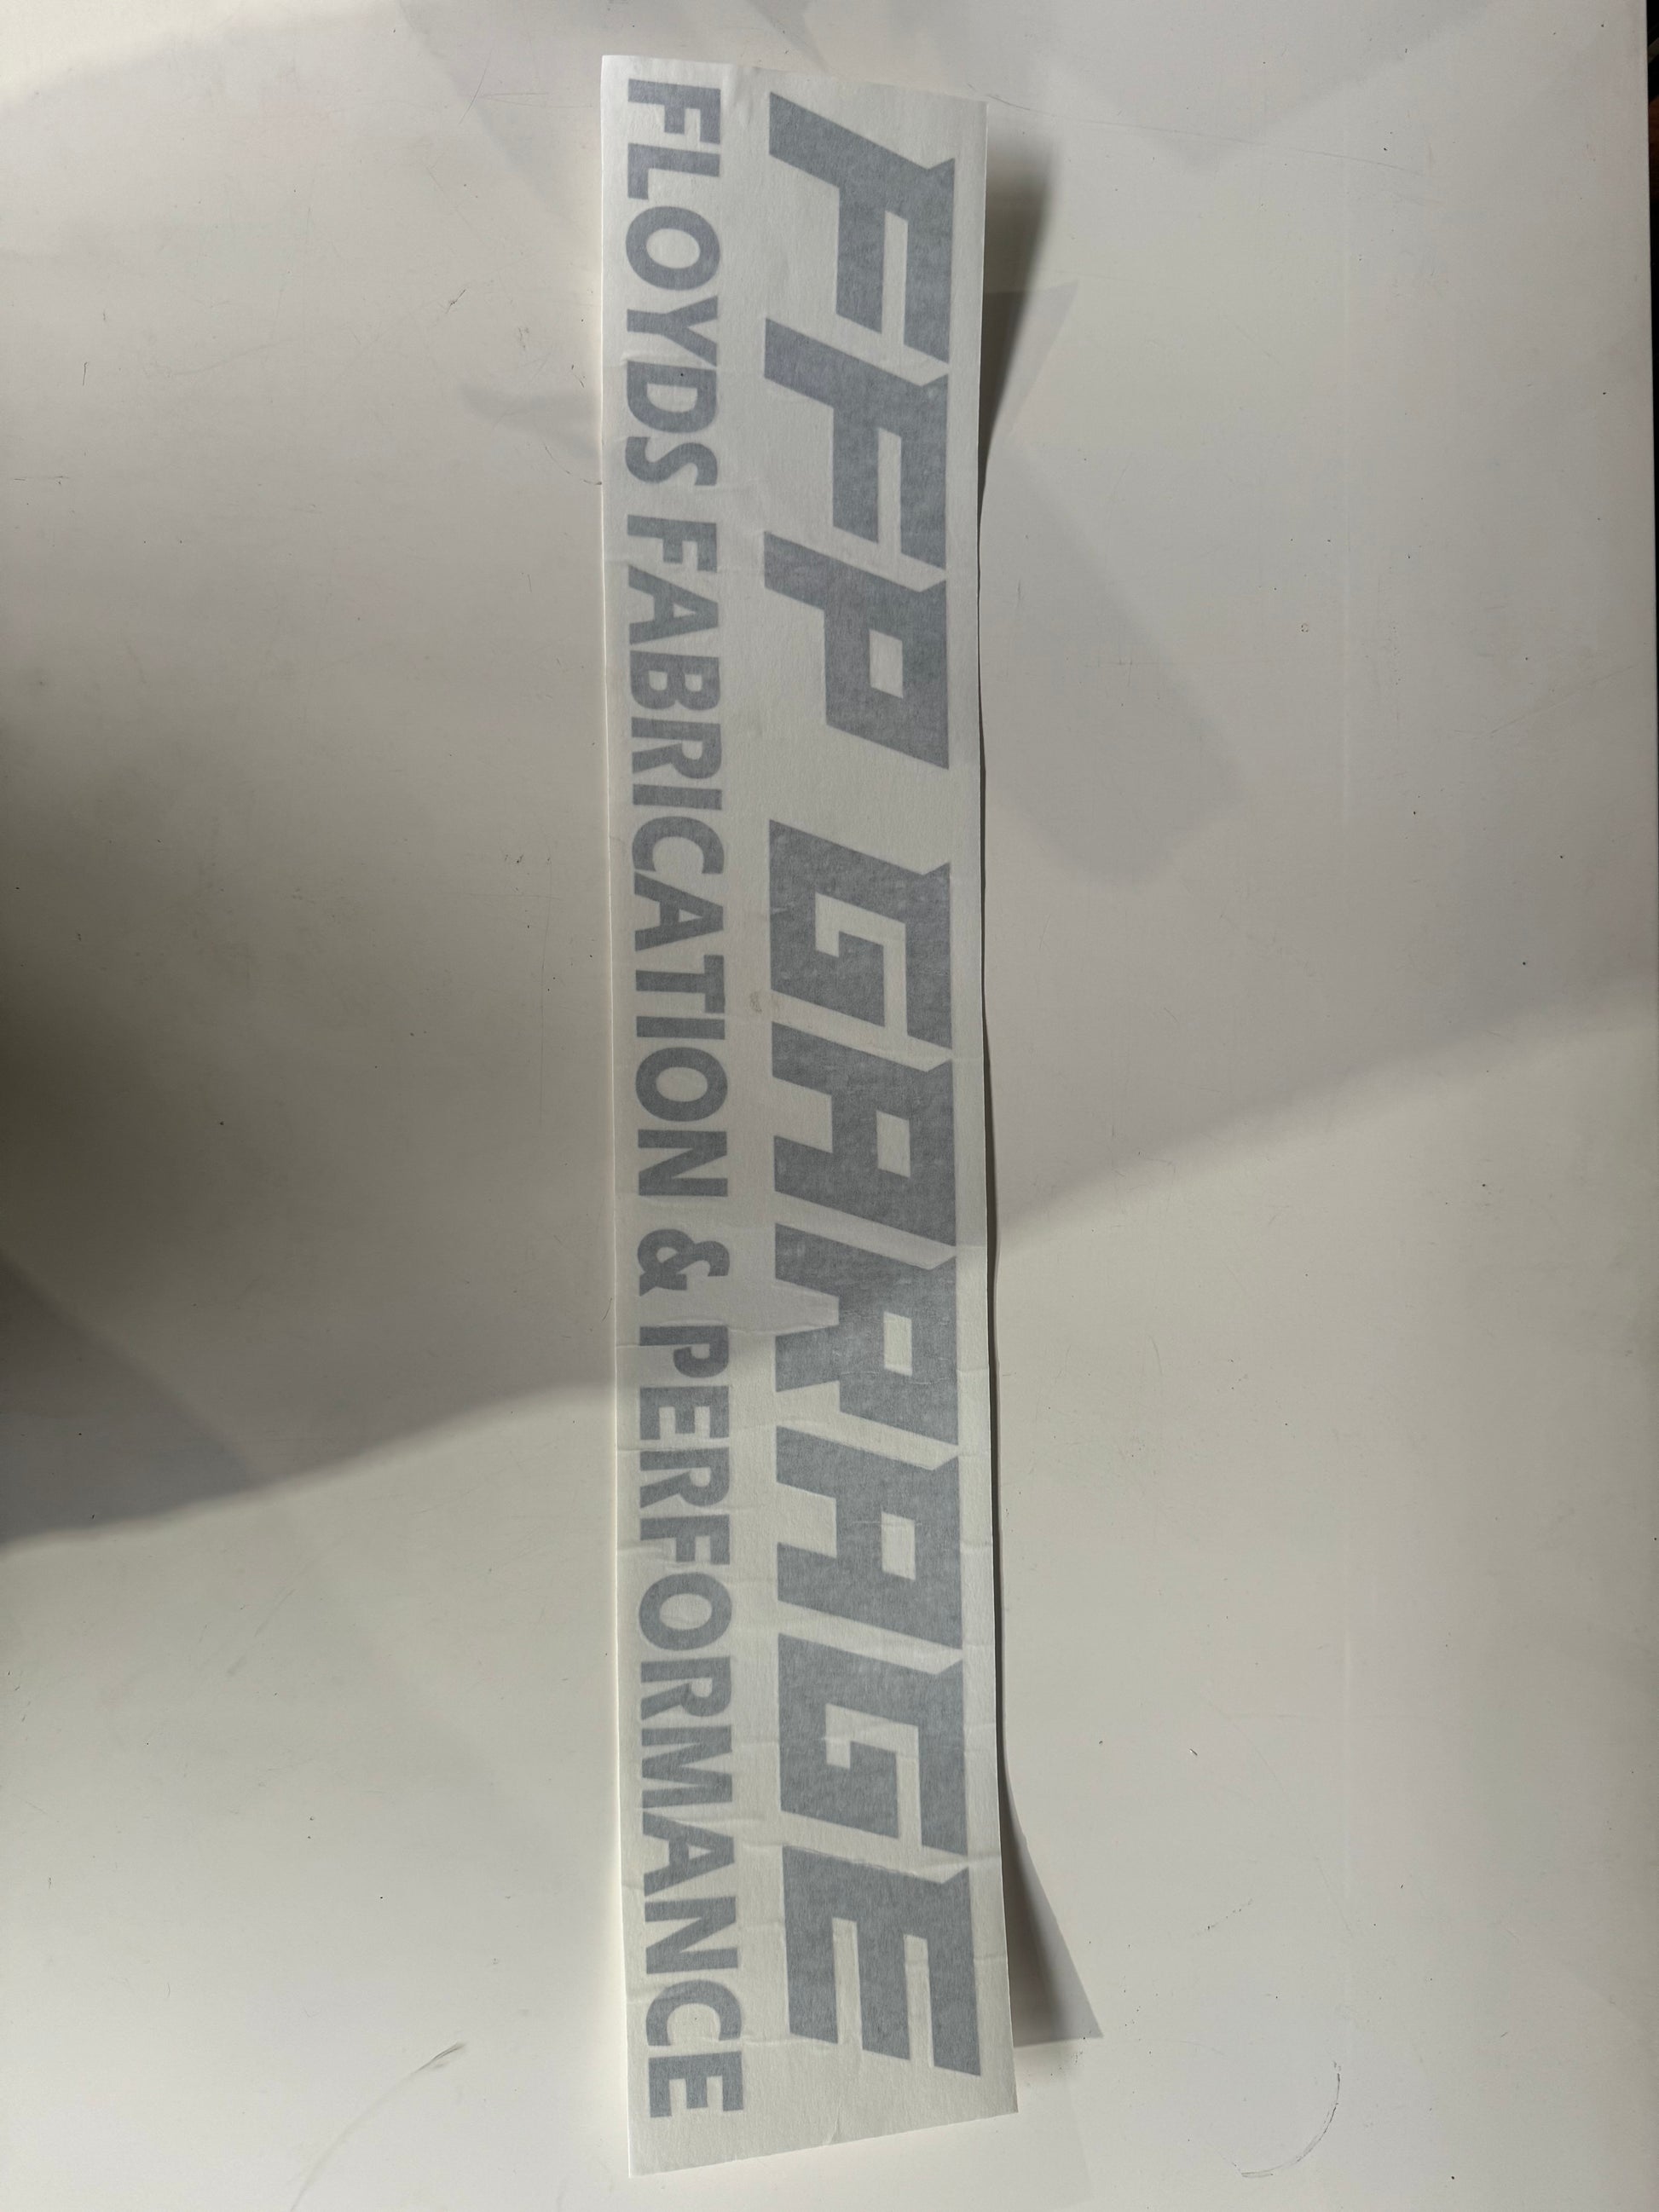 FFP GARAGE
FLOYDS FABRICATION & PERFORMANCE